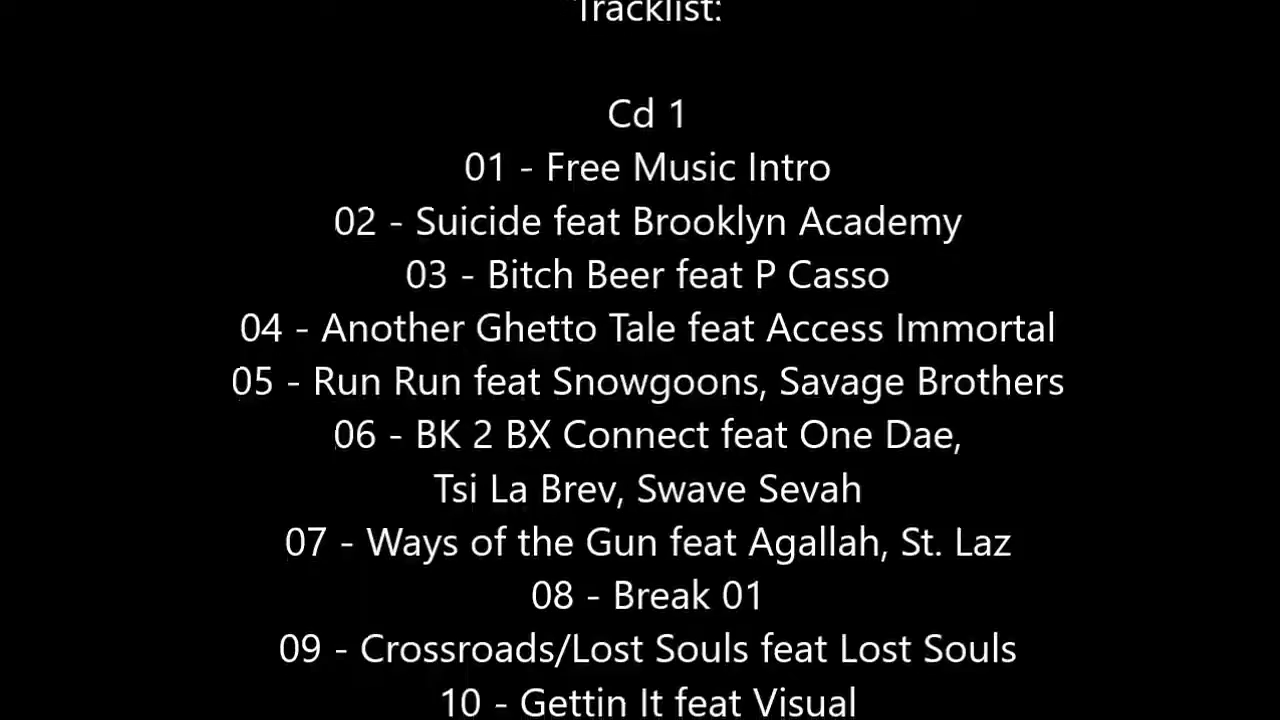 Tracklist:
Cd 1
01 - Free Music Intro
02 - Suicide feat Brooklyn Academy
03 - Bitch Beer feat P Casso
04 - Another Ghetto Tale feat Access Immortal
05 - Run Run feat Snowgoons, Savage Brothers
06 - BK 2 BX Connect feat One Dae,
Tsi La Brev, Swave Sevah
07 - Ways of the Gun feat Agallah, St. Laz
08 - Break 01
09 - Crossroads/Lost Souls feat Lost Souls
10 - Gettin It feat Visual